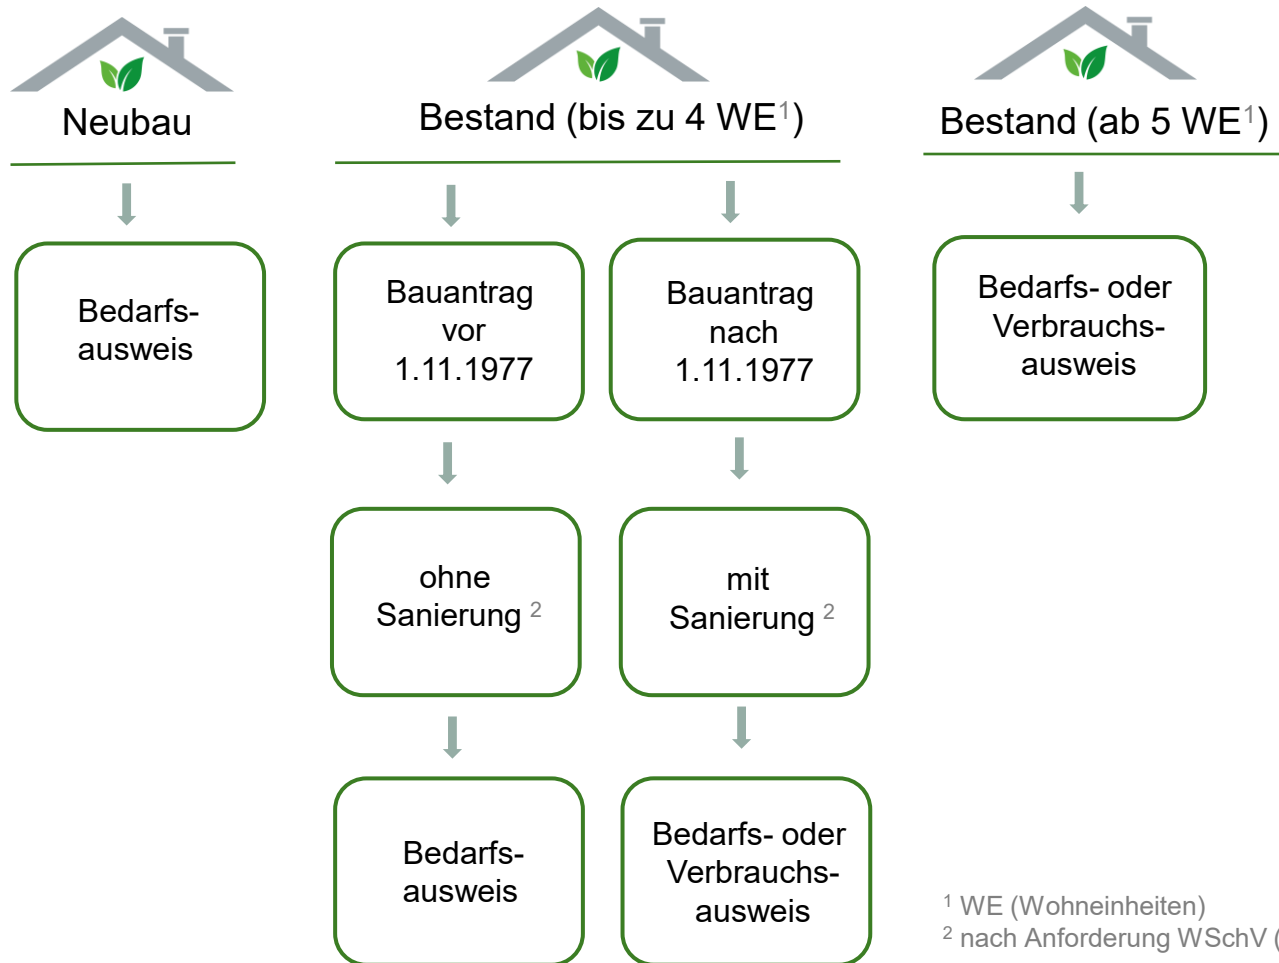 Neubau
Bestand (bis zu 4 WE¹)
Bestand (ab 5 WE¹)
Bedarfs-
ausweis
Bauantrag
vor
1.11.1977
Bauantrag
nach
1.11.1977
Bedarfs- oder
Verbrauchs-
ausweis
ohne
Sanierung ²
mit
Sanierung ²
Bedarfs-
ausweis
Bedarfs- oder
Verbrauchs-
ausweis
¹ WE (Wohneinheiten)
² nach Anforderung WSchV (